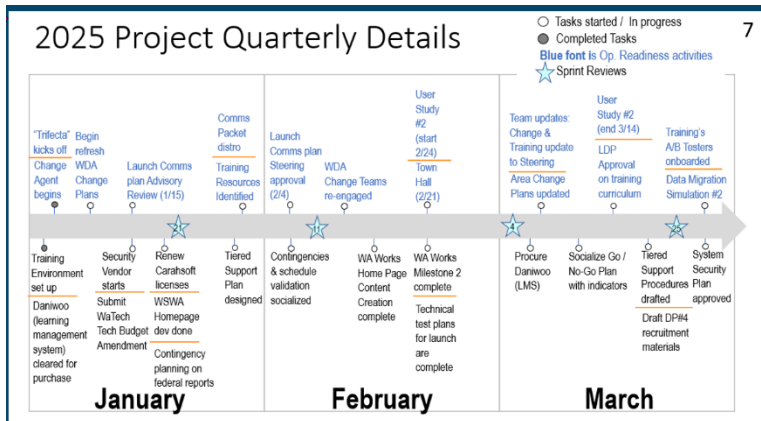 2025 Project Quarterly Details
Tasks started / In progress
Completed Tasks
Blue font is Op. Readiness activities
Sprint Reviews
7
"Trifecta"
kicks off
Change
Agent
begins
Begin
refresh
WDA
Change
Plans
Launch Comms
plan Advisory
Review (1/15)
Comms
Packet
distro
Training
Resources
Identified
Launch
Comms plan
Steering
approval
(2/4)
WDA
Change Teams
re-engaged
User
Study
#2
(start
2/24)
Town
Hall
(2/21)
Team updates:
Change &
Training update
to Steering
Area Change
Plans updated
User
Study #2
(end 3/14)
LDP
Approval
on training
curriculum
Training's
A/B Testers
onboarded
Data Migration
Simulation #2
21
11
4
25
Training
Environment
set up
Daniwoo
(learning
management
system)
cleared for
purchase
Security
Vendor
starts
Submit
WaTech
Tech Budget
Amendment
Renew
Carahsoft
licenses
WSWA
Homepage
dev done
Contingency
planning on
federal reports
Tiered
Support
Plan
designed
Contingencies
& schedule
validation
socialized
WA Works
Home Page
Content
Creation
complete
WA Works
Milestone 2
complete
Technical
test plans
for launch
are
complete
Procure
Daniwoo
(LMS)
Socialize Go /
No-Go Plan
with indicators
Tiered
Support
Procedures
drafted
Draft DP#4
recruitment
materials
System
Security
Plan
approved
January
February
March